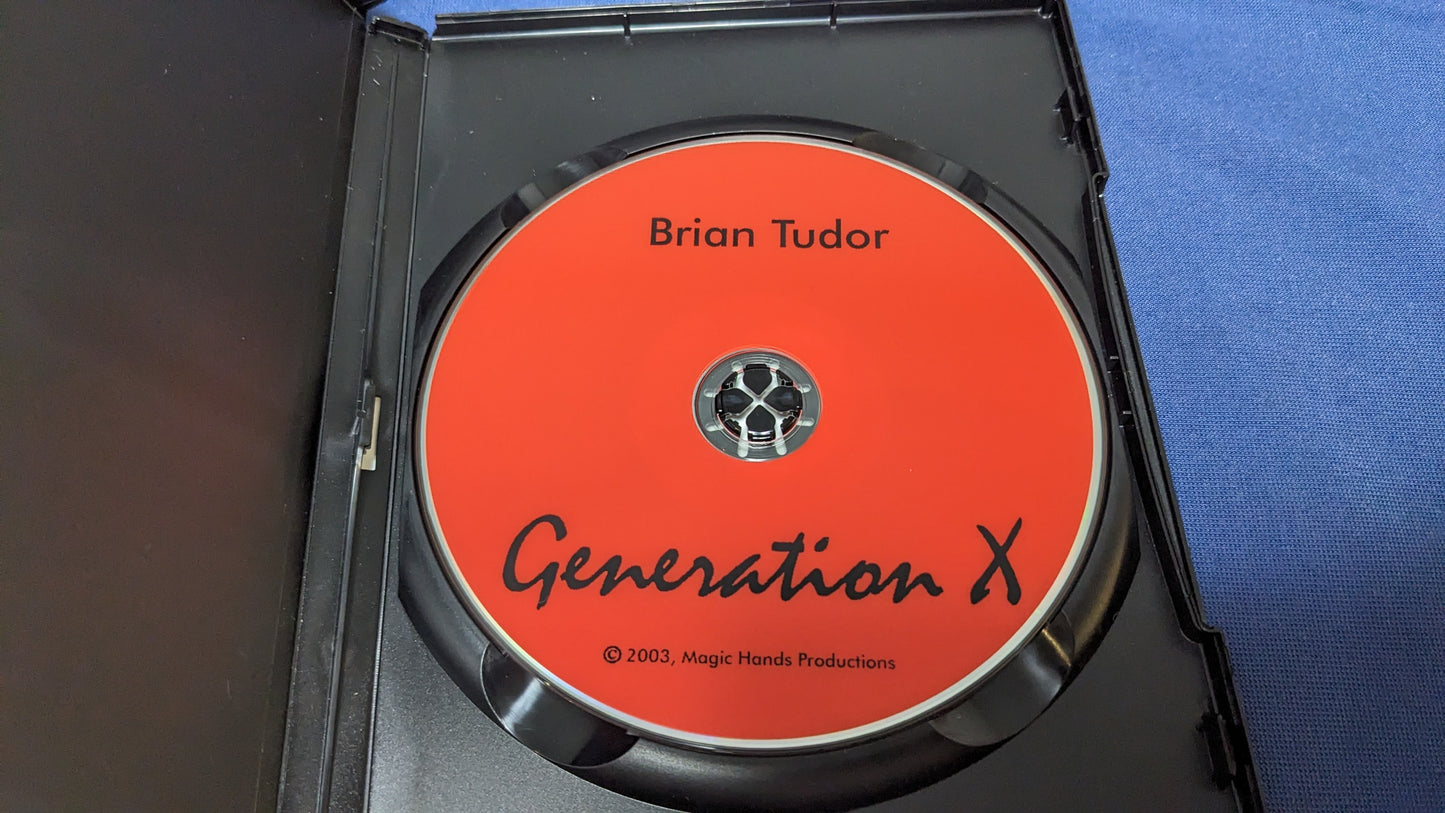 Brian Tudor
Generation X
© 2003, Magic Hands Productions